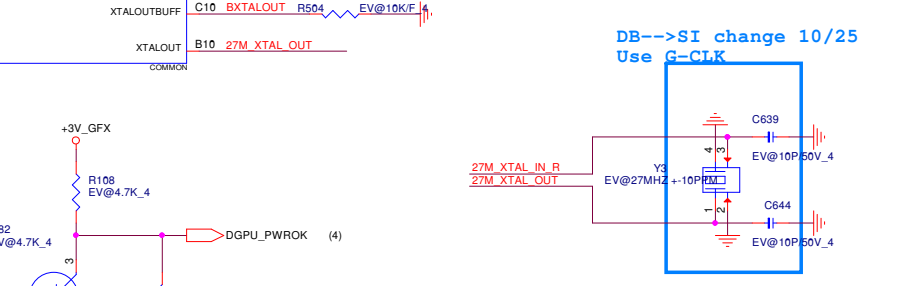 XTALOUTBUFF C10 BXTALOUT R504 EV@10K/F_4
XTALOUT B10 27M_XTAL_OUT
COMMON
DB-->SI change 10/25
Use G-CLK
+3V_GFX
R108
EV@4.7K_4
82
V@4.7K_4
3
DGPU_PWROK (4)
27M_XTAL_IN_R
27M_XTAL_OUT
C639
EV@10P/50V_4
4 3
Y3
EV@27MHZ +-10PPM
1 2
C644
EV@10P/50V_4